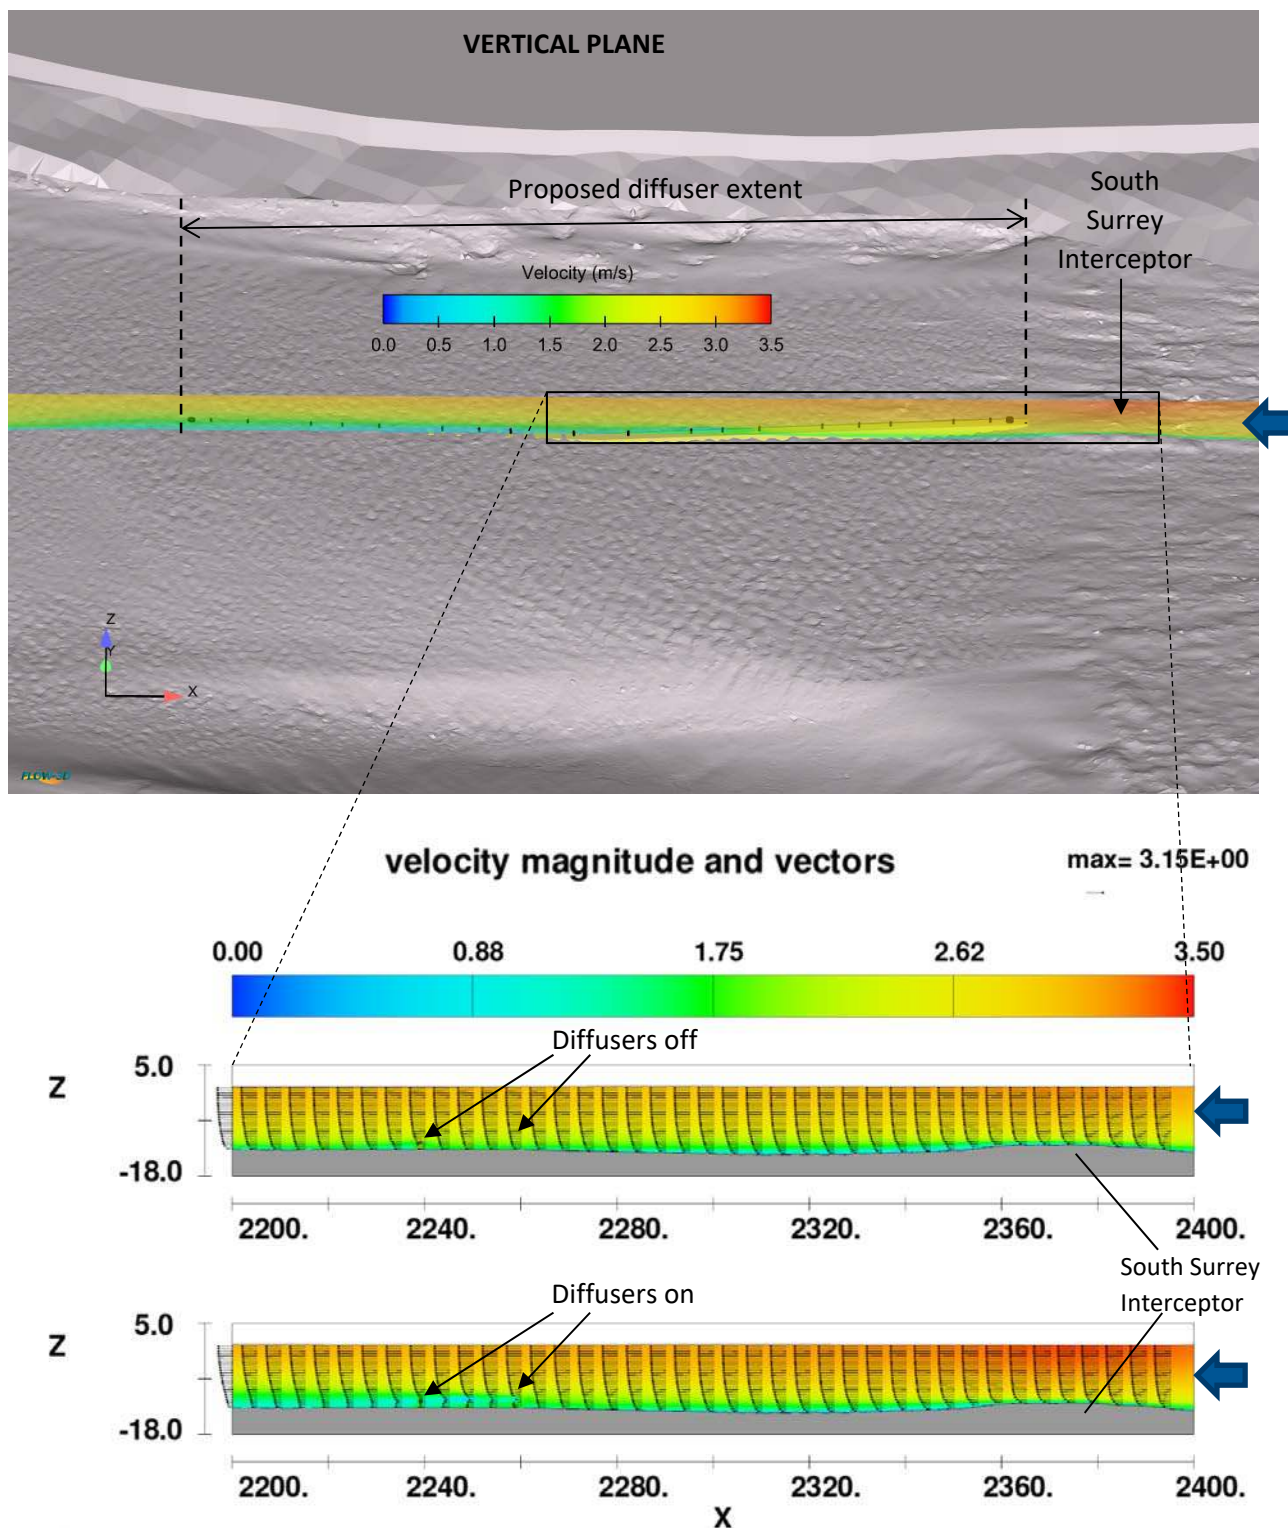 VERTICAL PLANE
Proposed diffuser extent
South
Surrey
Interceptor
Velocity (m/s)
0.0 0.5 1.0 1.5 2.0 2.5 3.0 3.5
Z
Y
X
FLOW-3D
velocity magnitude and vectors
max= 3.15E+00
0.00 0.88 1.75 2.62 3.50
Diffusers off
5.0
Z
-18.0
2200. 2240. 2280. 2320. 2360. 2400.
South Surrey
Interceptor
Diffusers on
5.0
Z
-18.0
2200. 2240. 2280. 2320. 2360. 2400.
X